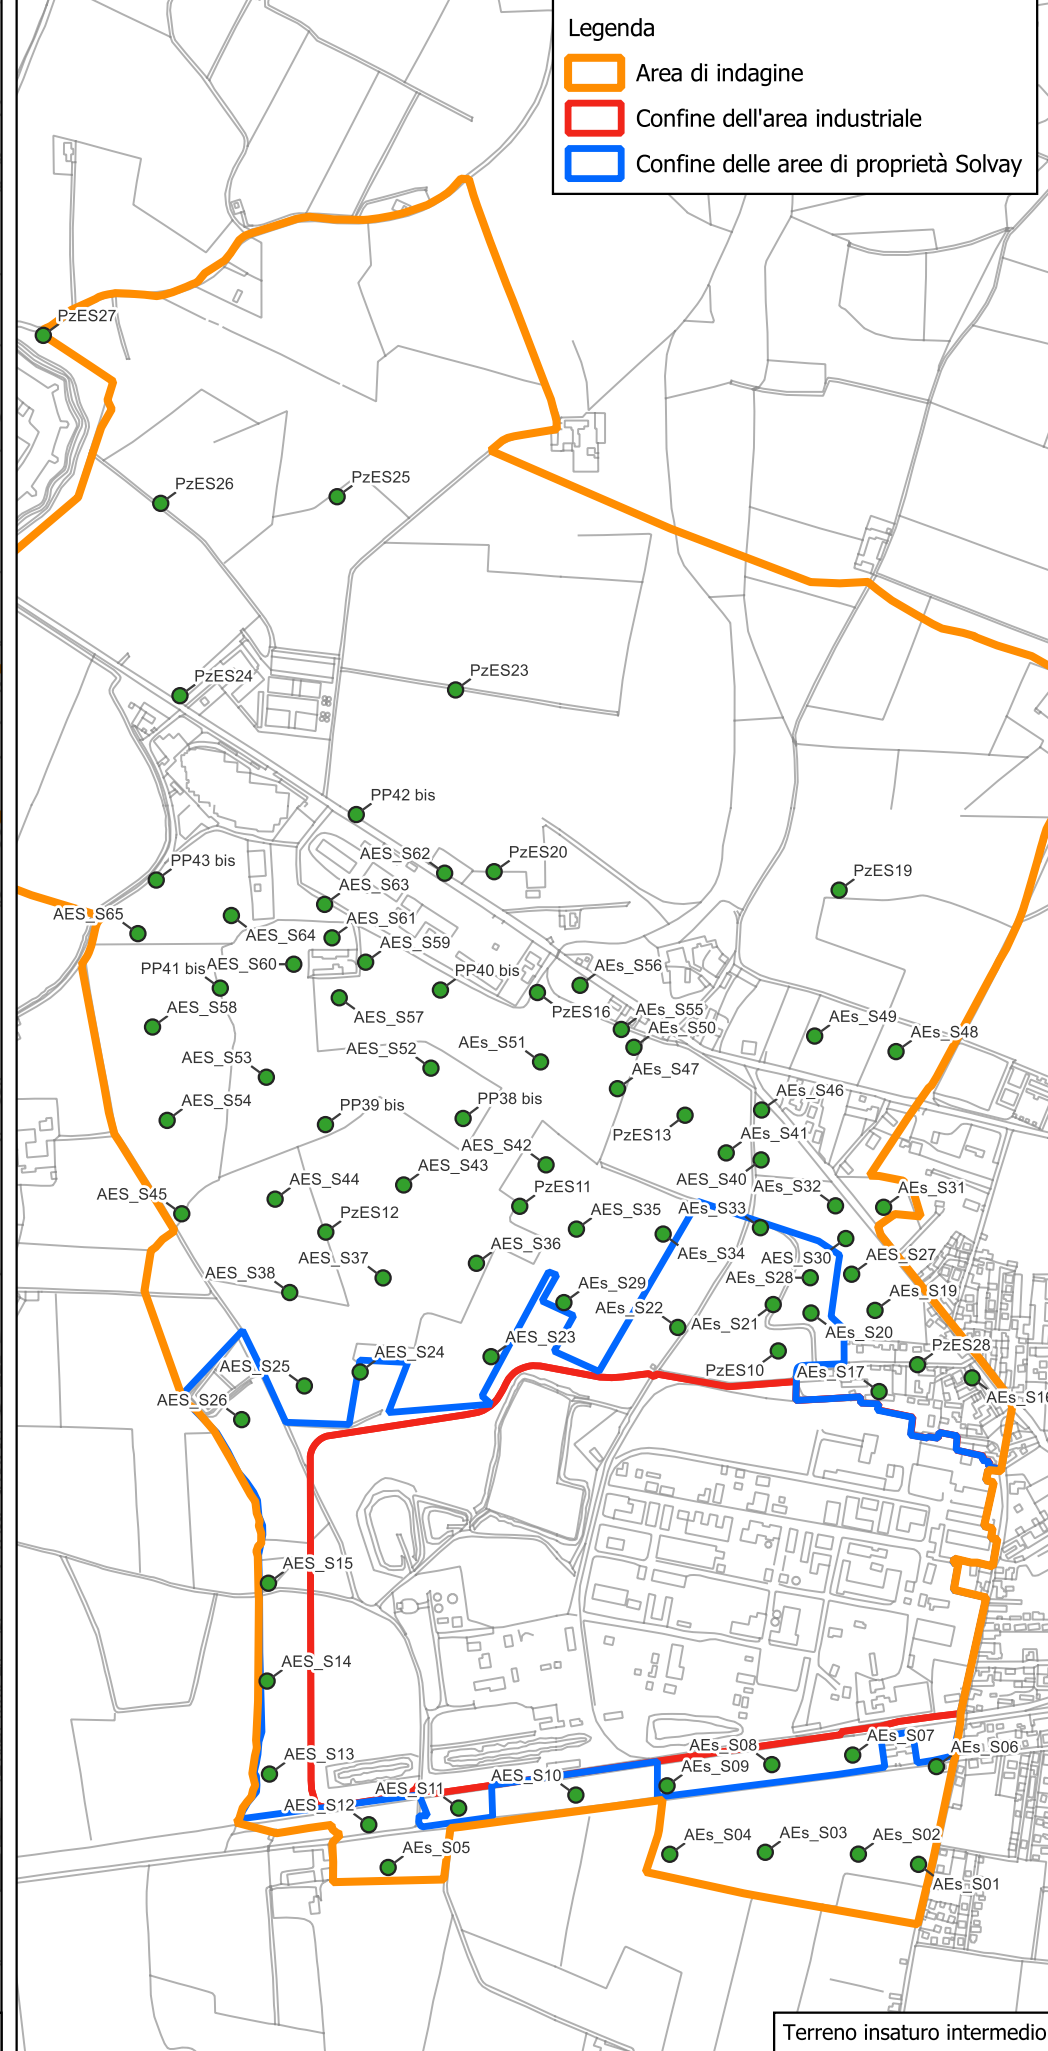 Legenda
Area di indagine
Confine dell'area industriale
Confine delle aree di proprietà Solvay
PzES27
PzES26
PzES25
PzES24
PzES23
PP42 bis
AES_S62
PzES20
PP43 bis
AES_S63
PzES19
AES_S65
AES_S64
AES_S61
AES_S59
AES_S60
PP41 bis
PP40 bis
AEs_S56
PzES16
AES_S58
AES_S57
AEs_S55
AEs_S50
AEs_S49
AEs_S48
AES_S53
AES_S52
AEs_S51
AEs_S47
AES_S54
PP39 bis
PP38 bis
PzES13
AEs_S46
AEs_S41
AES_S42
AES_S40
AES_S45
AES_S44
AES_S43
PzES11
AEs_S32
AEs_S31
PzES12
AES_S35
AEs_S33
AEs_S34
AES_S37
AES_S36
AES_S30
AEs_S27
AES_S38
AEs_S29
AEs_S28
AEs_S19
AEs_S22
AEs_S21
AEs_S20
AES_S25
AES_S24
AES_S23
PzES10
PzES28
AEs_S17
AES_S26
AEs_S16
AES_S15
AES_S14
AES_S13
AEs_S08
AEs_S07
AEs_S06
AES_S12
AES_S11
AES_S10
AEs_S09
AEs_S05
AEs_S04
AEs_S03
AEs_S02
AEs_S01
Terreno insaturo intermedio